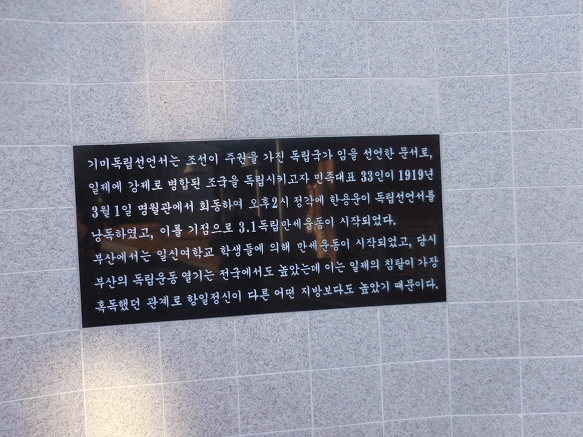 기미독립선언서는 조선이 주권을 가진 독립국가 임을 선언한 문서로,
일제에 강제로 병합된 조국을 독립시키고자 민족대표 33인이 1919년
3월 1일 명월관에서 회동하여 오후2시 정각에 한용운이 독립선언서를
낭독하였고, 이를 기점으로 3.1독립만세운동이 시작되었다.
부산에서는 일신여학교 학생들에 의해 만세운동이 시작되었고, 당시
부산의 독립운동 열기는 전국에서도 높았는데 이는 일제의 침탈이 가장
혹독했던 관계로 항일정신이 다른 어떤 지방보다도 높았기 때문이다.